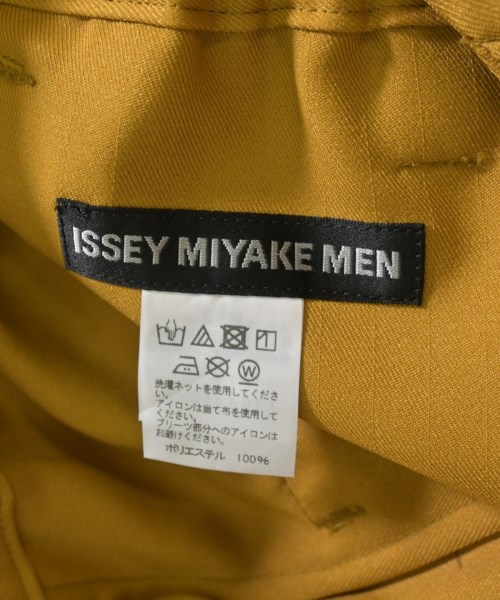 ISSEY MIYAKE MEN
W
洗濯ネットを使用してくださ
い。
アイロンは当て布を使用して
ください。
プリーツ部分へのアイロンは
お避けください。
ポリエステル 100%